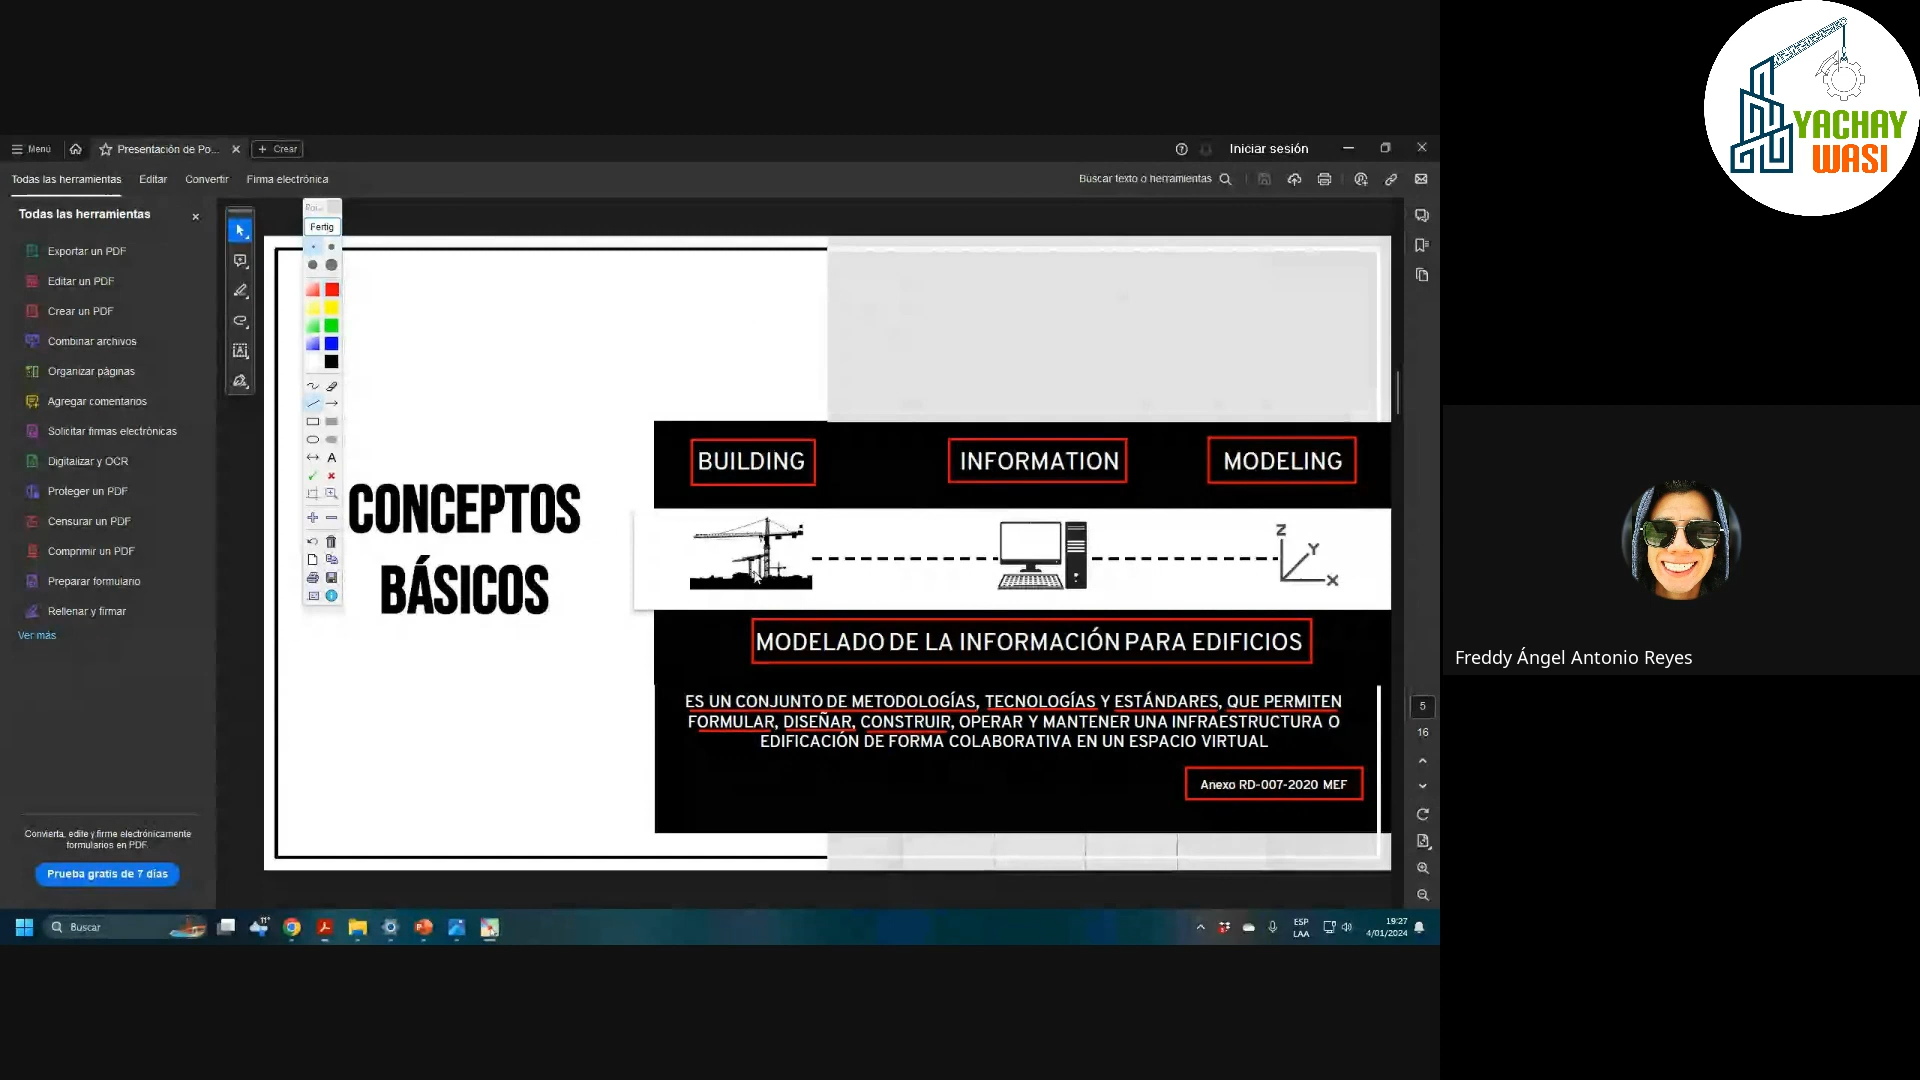 YACHAY
WASI
Menú
Presentación de Po...
Crear
Iniciar sesión
Todas las herramientas
Editar
Convertir
Firma electrónica
Buscar texto o herramientas
Todas las herramientas
Exportar un PDF
Editar un PDF
Crear un PDF
Combinar archivos
Organizar páginas
Agregar comentarios
Solicitar firmas electrónicas
Digitalizar y OCR
Proteger un PDF
Censurar un PDF
Comprimir un PDF
Preparar formulario
Rellenar y firmar
Ver más
Convierta, edite y firme electrónicamente
formularios en PDF.
Prueba gratis de 7 días
Fertig
A
CONCEPTOS
BÁSICOS
BUILDING
INFORMATION
MODELING
Z
Y
X
MODELADO DE LA INFORMACIÓN PARA EDIFICIOS
ES UN CONJUNTO DE METODOLOGÍAS, TECNOLOGÍAS Y ESTÁNDARES, QUE PERMITEN
FORMULAR, DISEÑAR, CONSTRUIR, OPERAR Y MANTENER UNA INFRAESTRUCTURA O
EDIFICACIÓN DE FORMA COLABORATIVA EN UN ESPACIO VIRTUAL
Anexo RD-007-2020 MEF
5
16
Freddy Ángel Antonio Reyes
Buscar
11°
ESP
LAA
19:27
4/01/2024